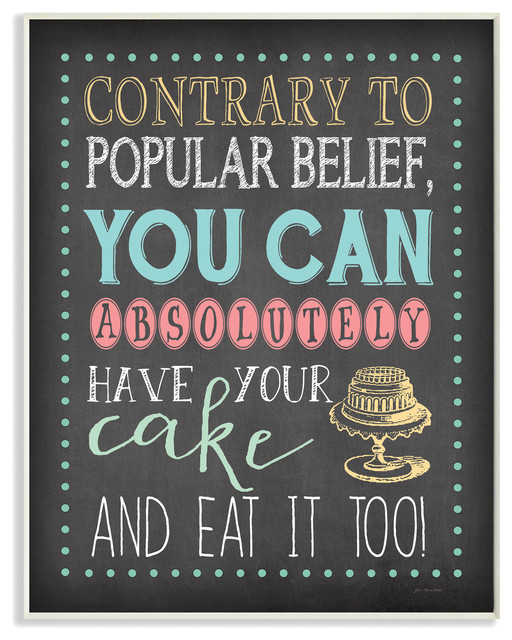 CONTRARY TO
POPULAR BELIEF,
YOU CAN
ABSOLUTELY
HAVE YOUR
cake
AND EAT IT TOO!